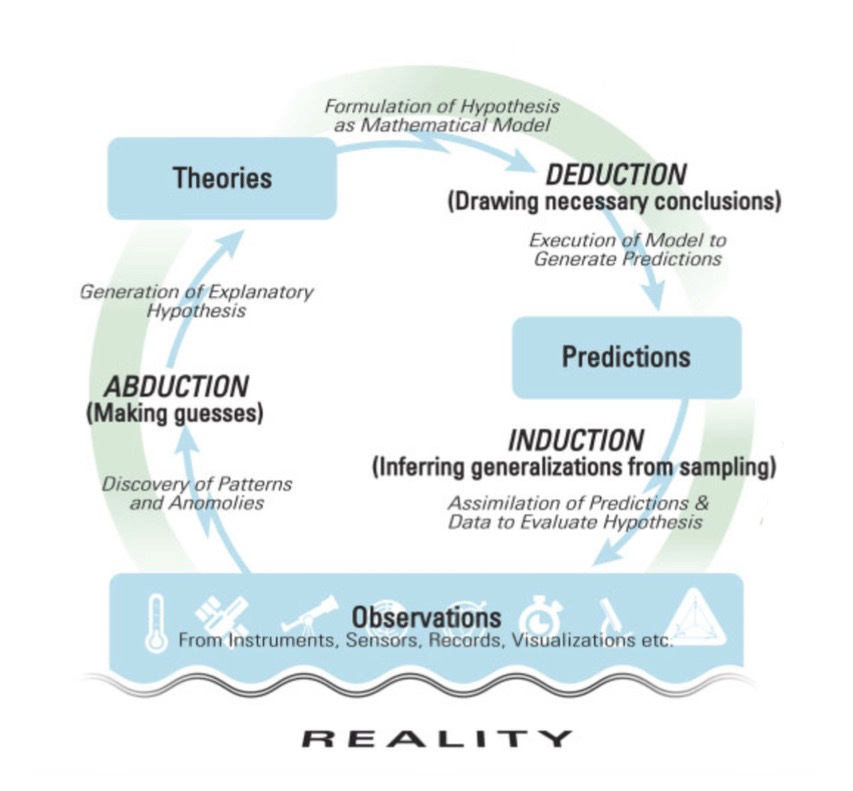 Formulation of Hypothesis
as Mathematical Model
Theories
DEDUCTION
(Drawing necessary conclusions)
Execution of Model to
Generate Predictions
Generation of Explanatory
Hypothesis
Predictions
ABDUCTION
(Making guesses)
INDUCTION
(Inferring generalizations from sampling)
Discovery of Patterns
and Anomolies
Assimilation of Predictions &
Data to Evaluate Hypothesis
Observations
From Instruments, Sensors, Records, Visualizations etc.
REALITY